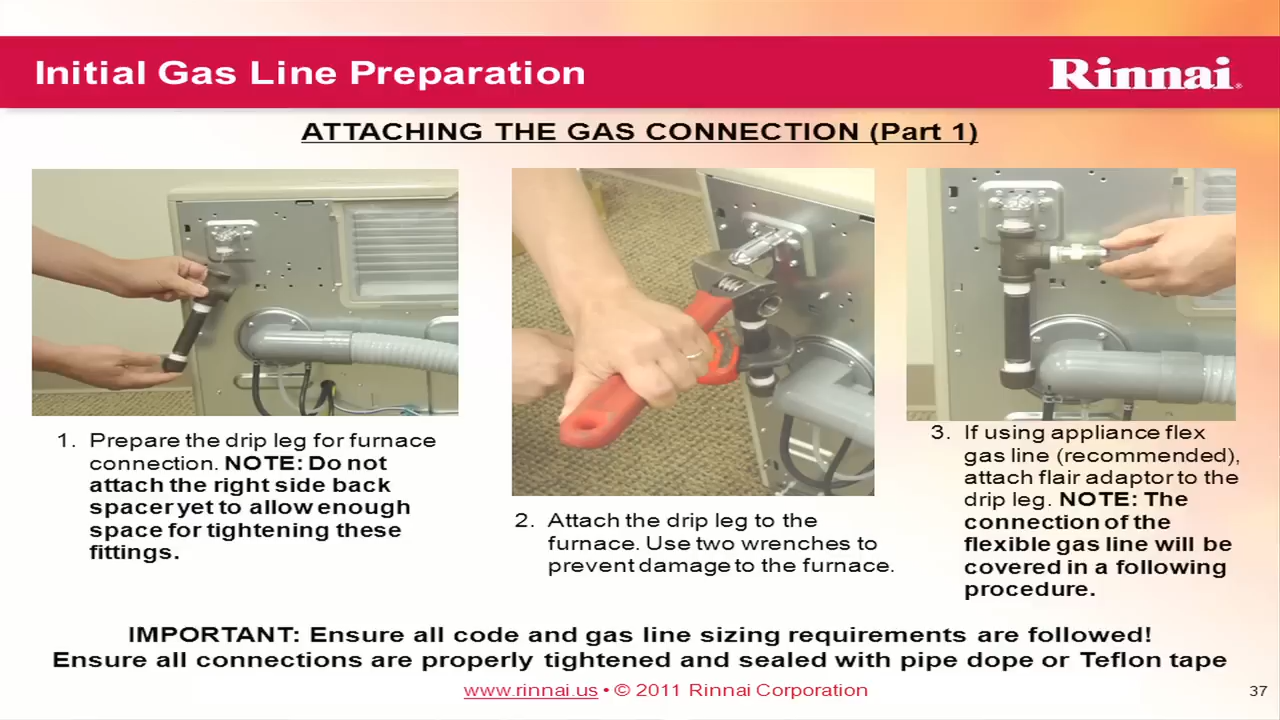 Initial Gas Line Preparation
Rinnai
ATTACHING THE GAS CONNECTION (Part 1)
1. Prepare the drip leg for furnace
connection. NOTE: Do not
attach the right side back
spacer yet to allow enough
space for tightening these
fittings.
2. Attach the drip leg to the
furnace. Use two wrenches to
prevent damage to the furnace.
3. If using appliance flex
gas line (recommended),
attach flair adaptor to the
drip leg. NOTE: The
connection of the
flexible gas line will be
covered in a following
procedure.
IMPORTANT: Ensure all code and gas line sizing requirements are followed!
Ensure all connections are properly tightened and sealed with pipe dope or Teflon tape
www.rinnai.us • © 2011 Rinnai Corporation
37